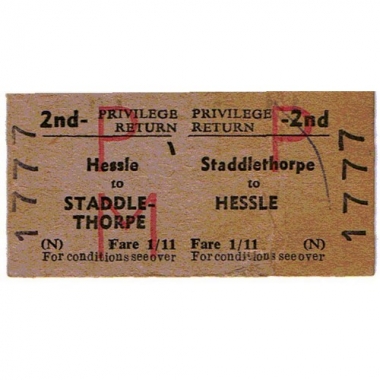 2nd- PRIVILEGE RETURN
Hessle
to
STADDLE-
THORPE
(N) Fare 1/11
For conditions see over
1777
P
M
PRIVILEGE RETURN -2nd
Staddlethorpe
to
HESSLE
Fare 1/11 (N)
For conditions see over
1777
P